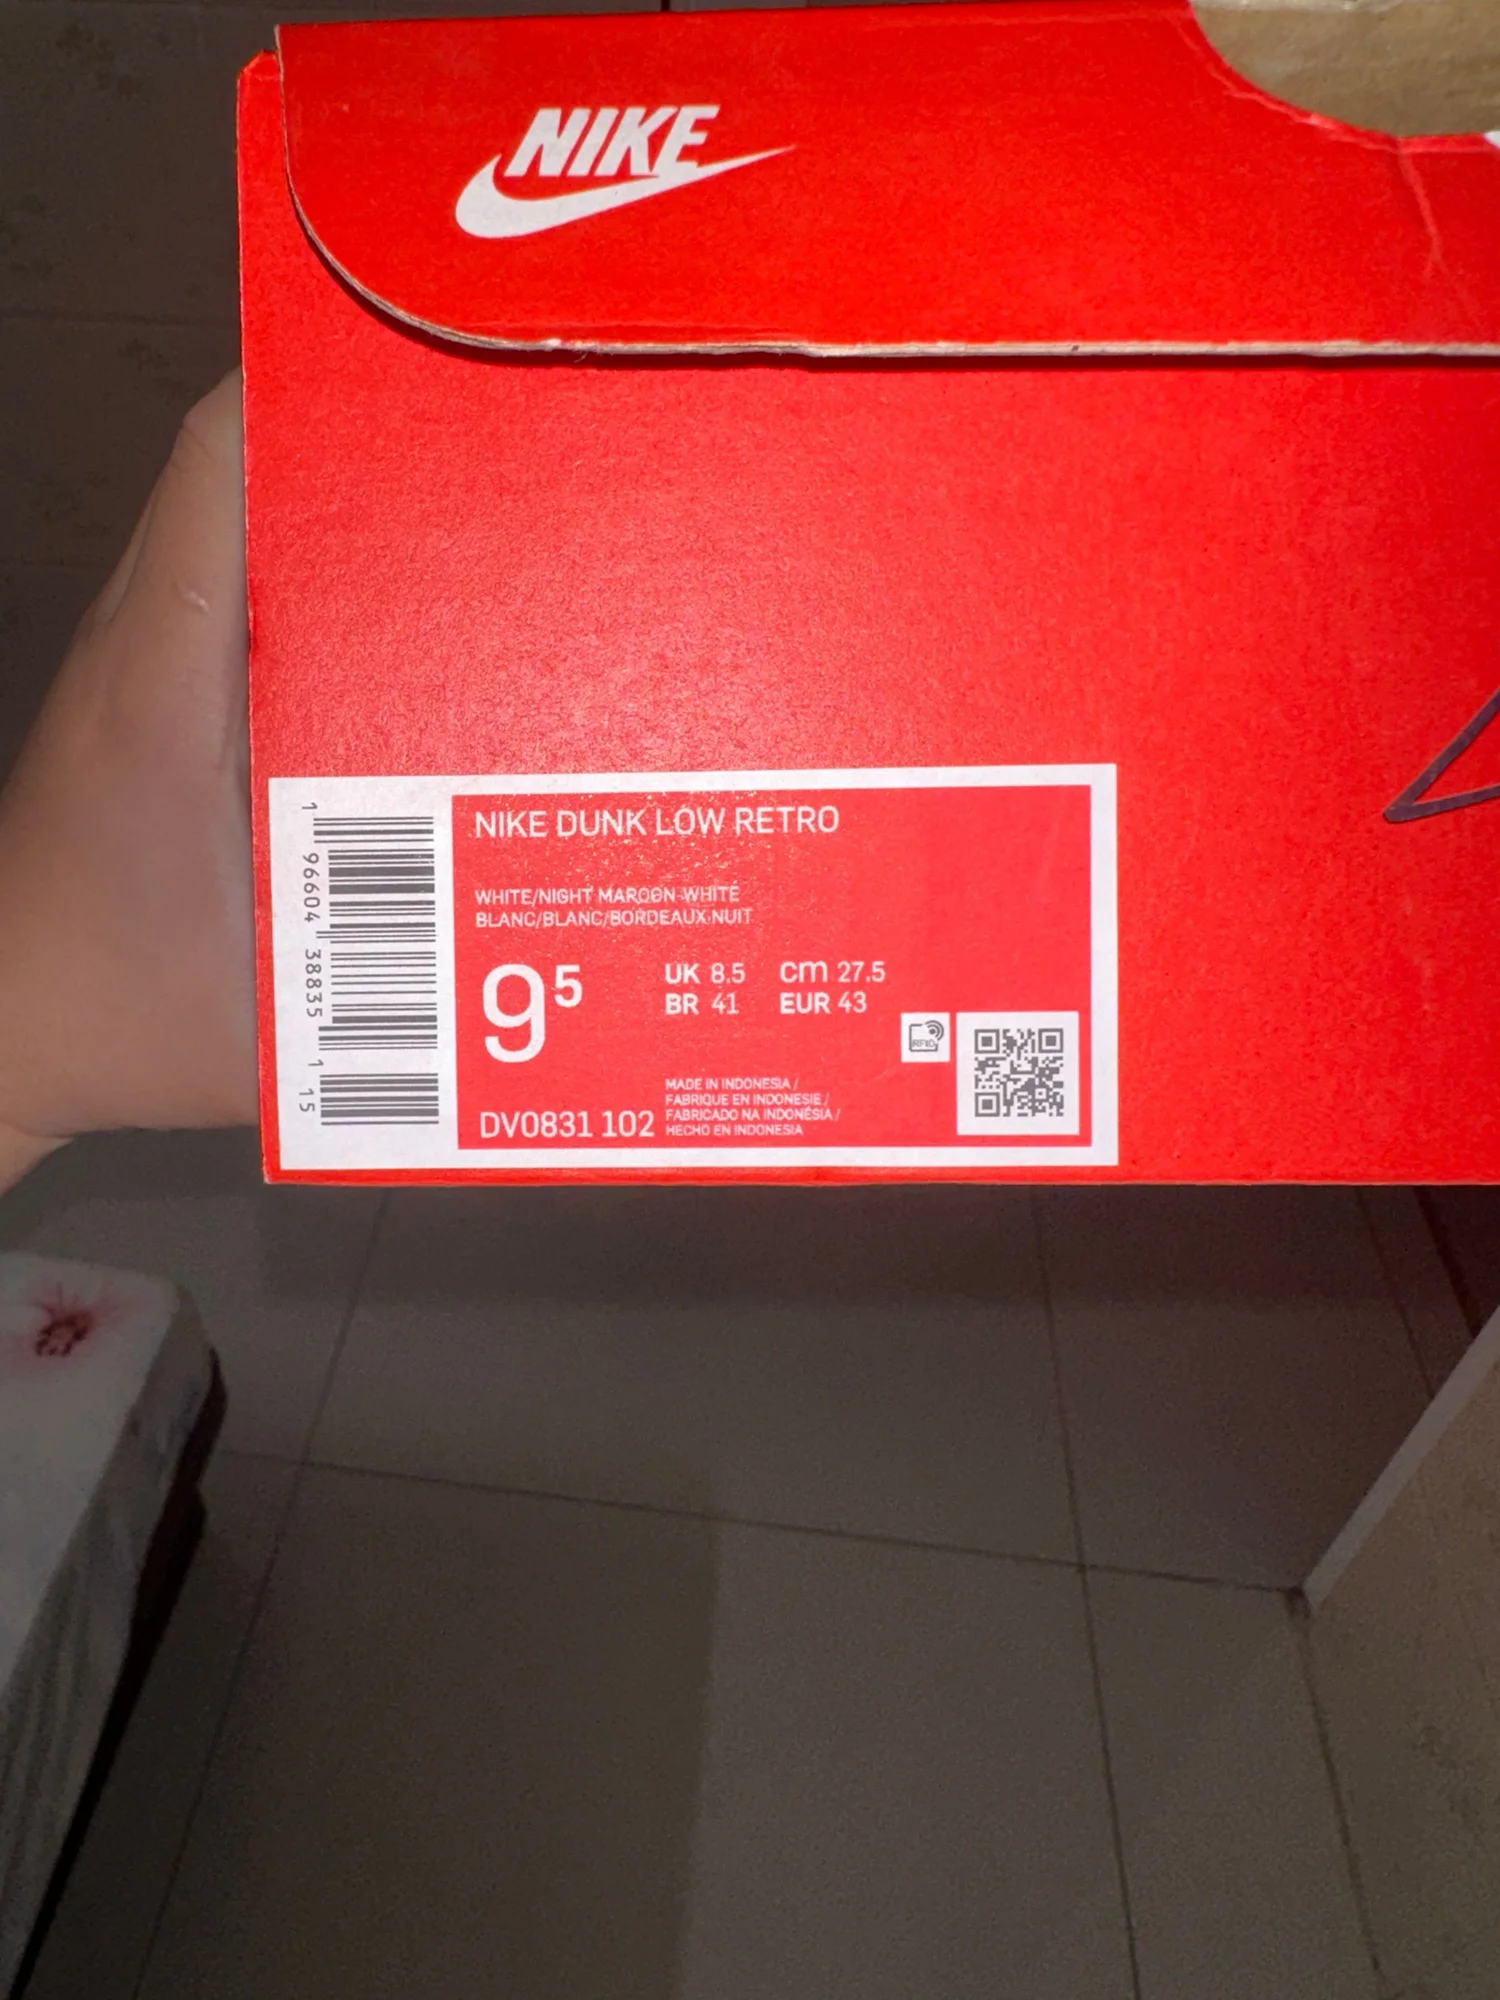 NIKE
NIKE DUNK LOW RETRO
WHITE/NIGHT MAROON-WHITE
BLANC/BLANC/BORDEAUX NUIT
9⁵
UK 8.5 cm 27.5
BR 41 EUR 43
RFID
DV0831 102
MADE IN INDONESIA /
FABRIQUE EN INDONESIE /
FABRICADO NA INDONÉSIA /
HECHO EN INDONESIA
1 96604 38835 1 15